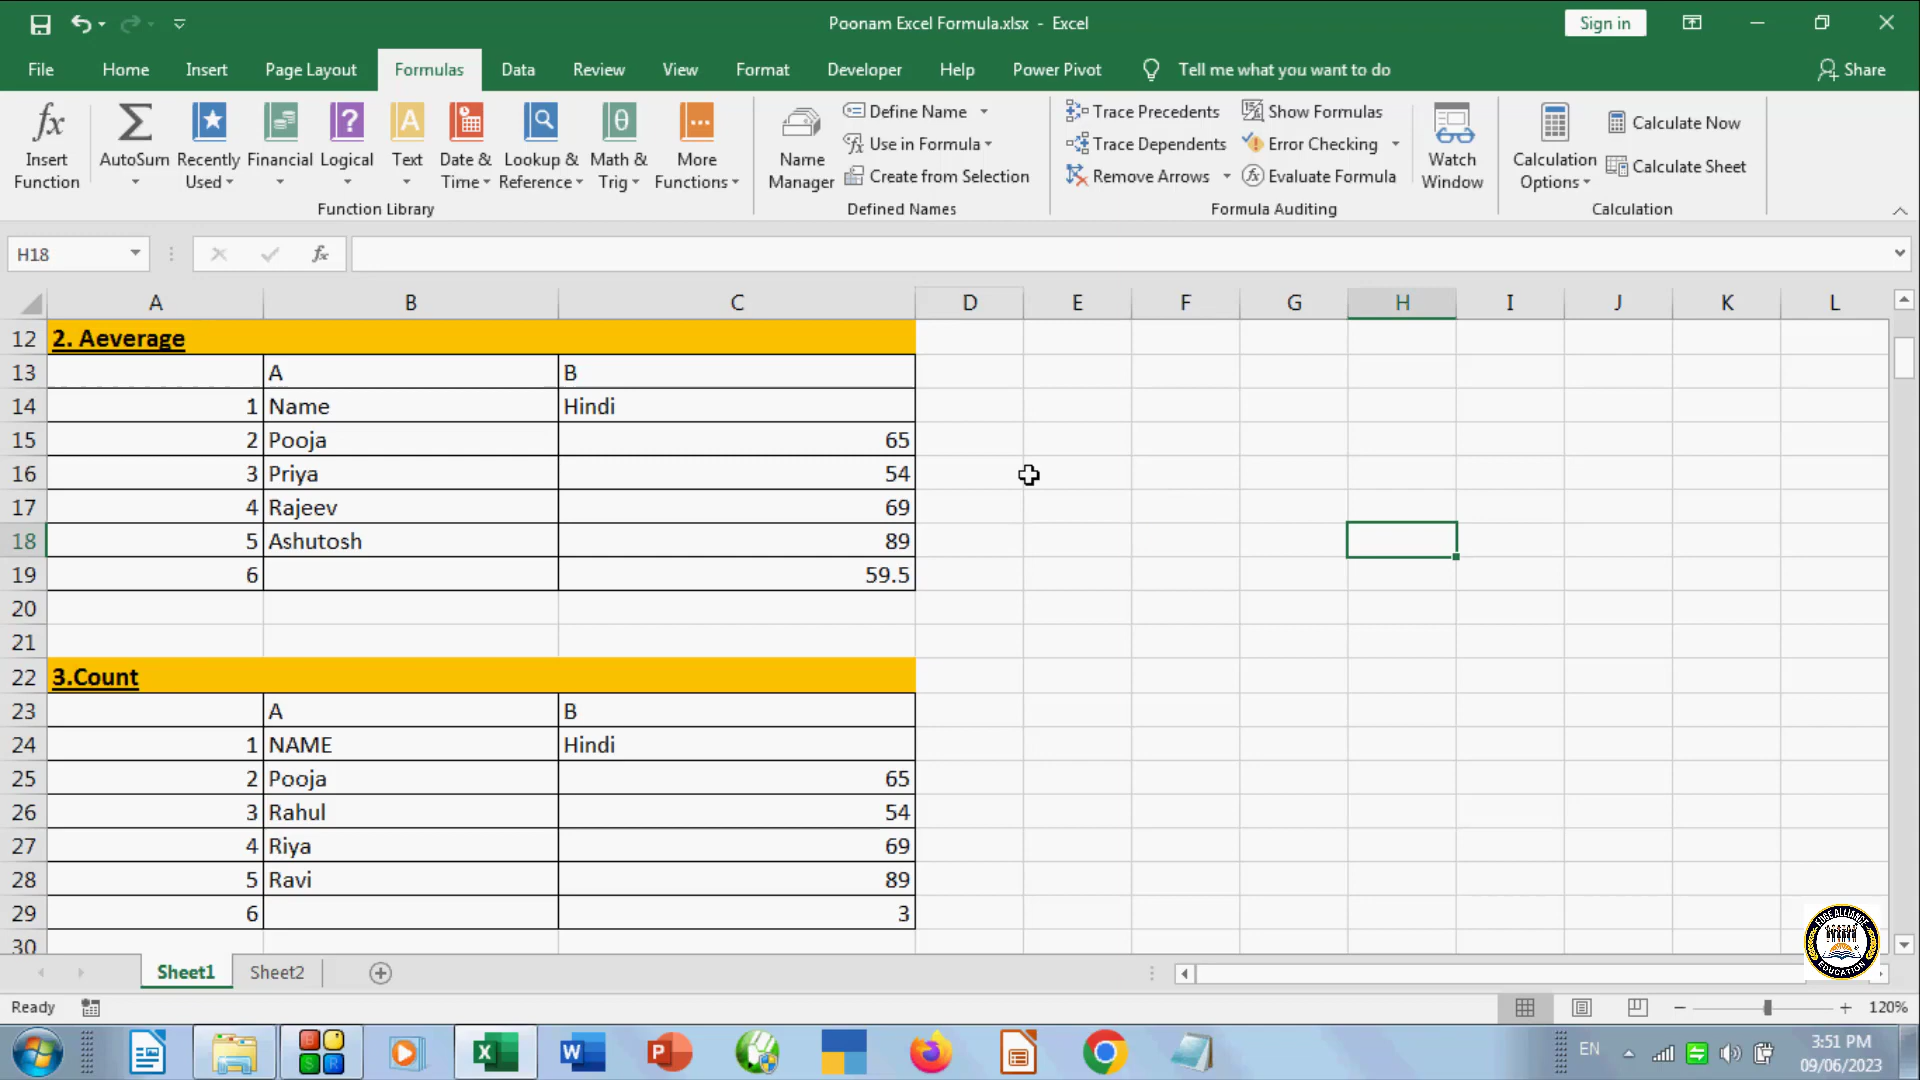 Poonam Excel Formula.xlsx - Excel
Sign in
File Home Insert Page Layout Formulas Data Review View Format Developer Help Power Pivot Tell me what you want to do Share
Insert Function
AutoSum
Recently Used
Financial
Logical
Text
Date & Time
Lookup & Reference
Math & Trig
More Functions
Function Library
Name Manager
Define Name
Use in Formula
Create from Selection
Defined Names
Trace Precedents
Trace Dependents
Remove Arrows
Show Formulas
Error Checking
Evaluate Formula
Formula Auditing
Watch Window
Calculation Options
Calculate Now
Calculate Sheet
Calculation
H18 fx
A B C D E F G H I J K L
12 2. Aeverage
13 A B
14 1 Name Hindi
15 2 Pooja 65
16 3 Priya 54
17 4 Rajeev 69
18 5 Ashutosh 89
19 6 59.5
20
21
22 3.Count
23 A B
24 1 NAME Hindi
25 2 Pooja 65
26 3 Rahul 54
27 4 Riya 69
28 5 Ravi 89
29 6 3
30
Sheet1 Sheet2
EDGE ALLIANCE EDUCATION
Ready 120%
EN 3:51 PM
09/06/2023